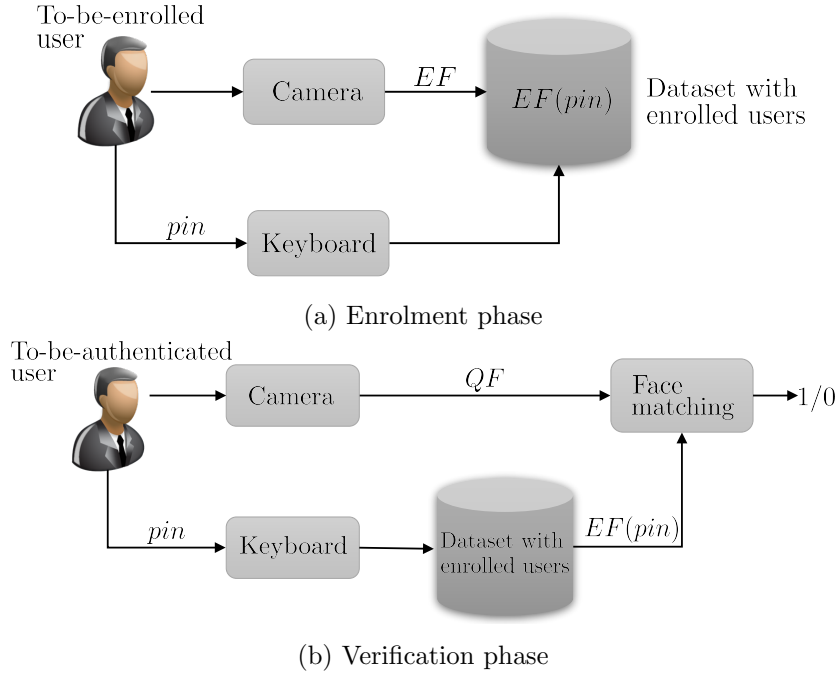 To-be-enrolled
user
Camera
EF
EF(pin)
Dataset with
enrolled users
pin
Keyboard
(a) Enrolment phase
To-be-authenticated
user
Camera
QF
Face
matching
1/0
pin
Keyboard
Dataset with
enrolled users
EF(pin)
(b) Verification phase